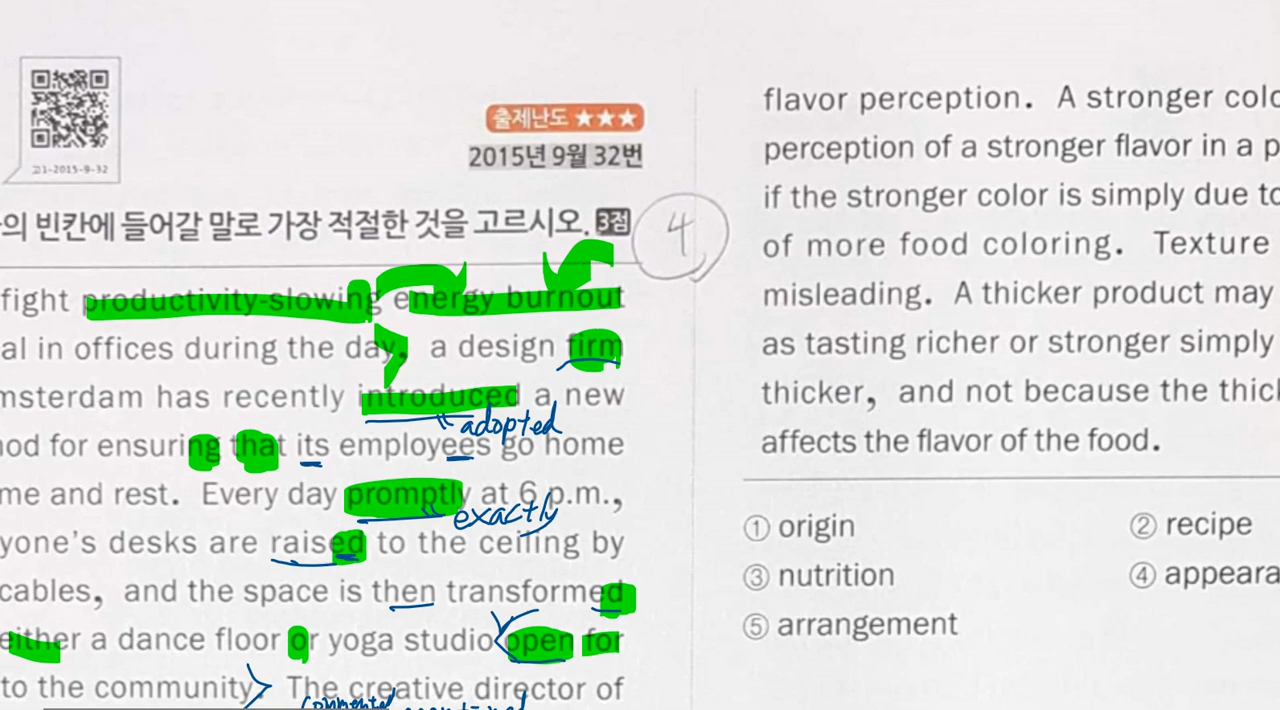 고1-2015-9-32
출제난도 ★★★
2015년 9월 32번
의 빈칸에 들어갈 말로 가장 적절한 것을 고르시오. 3점
4
fight productivity-slowing energy burnout
al in offices during the day, a design firm
msterdam has recently introduced a new
adopted
od for ensuring that its employees go home
me and rest. Every day promptly at 6 p.m.,
exactly
yone's desks are raised to the ceiling by
cables, and the space is then transformed
either a dance floor or yoga studio open for
to the community. The creative director of
commented
flavor perception. A stronger colo
perception of a stronger flavor in a p
if the stronger color is simply due to
of more food coloring. Texture
misleading. A thicker product may
as tasting richer or stronger simply
thicker, and not because the thick
affects the flavor of the food.
① origin
② recipe
③ nutrition
④ appeara
⑤ arrangement